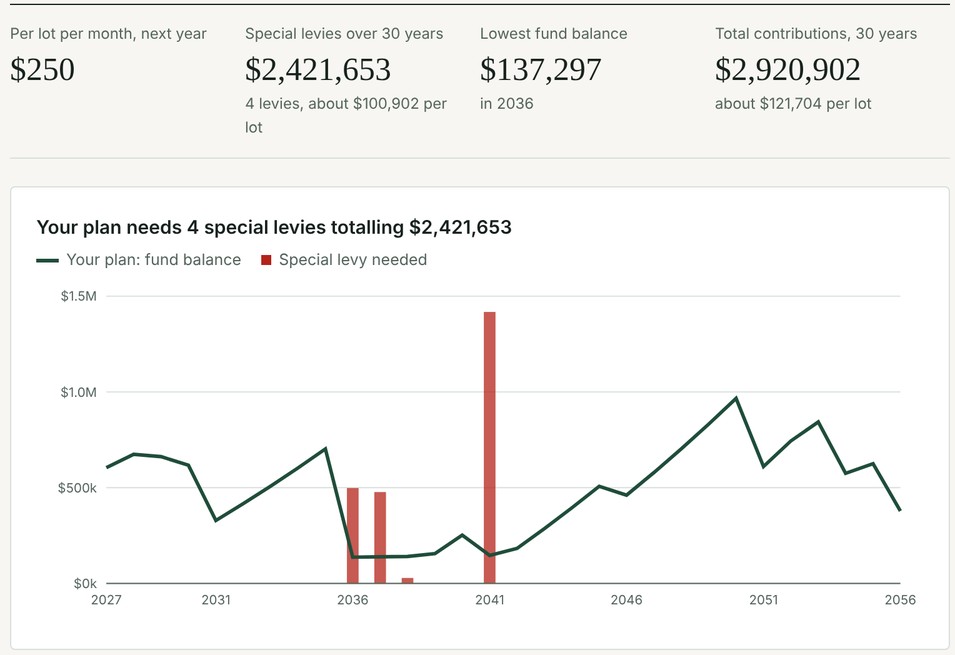 Per lot per month, next year
$250
Special levies over 30 years
$2,421,653
4 levies, about $100,902 per
lot
Lowest fund balance
$137,297
in 2036
Total contributions, 30 years
$2,920,902
about $121,704 per lot
Your plan needs 4 special levies totalling $2,421,653
Your plan: fund balance
Special levy needed
$1.5M
$1.0M
$500k
$0k
2027
2031
2036
2041
2046
2051
2056